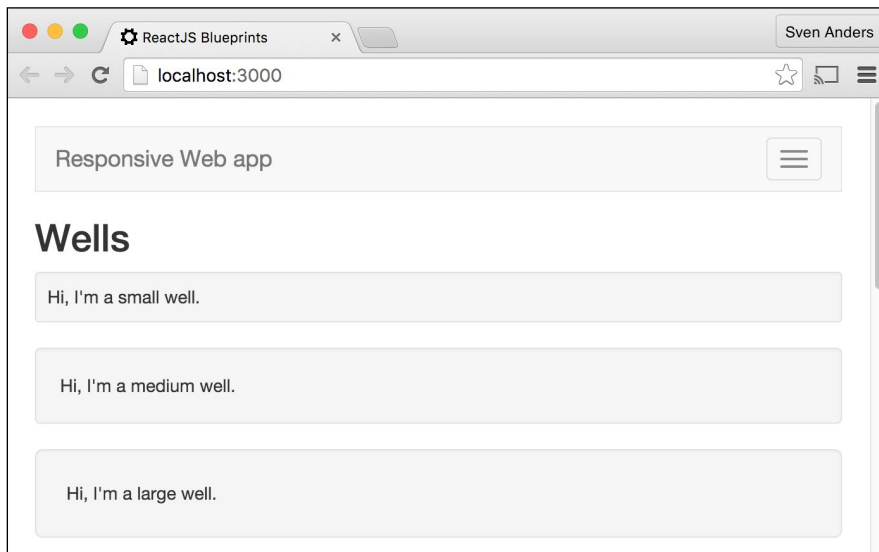 ReactJS Blueprints
Sven Anders
localhost:3000
Responsive Web app
Wells
Hi, I'm a small well.
Hi, I'm a medium well.
Hi, I'm a large well.